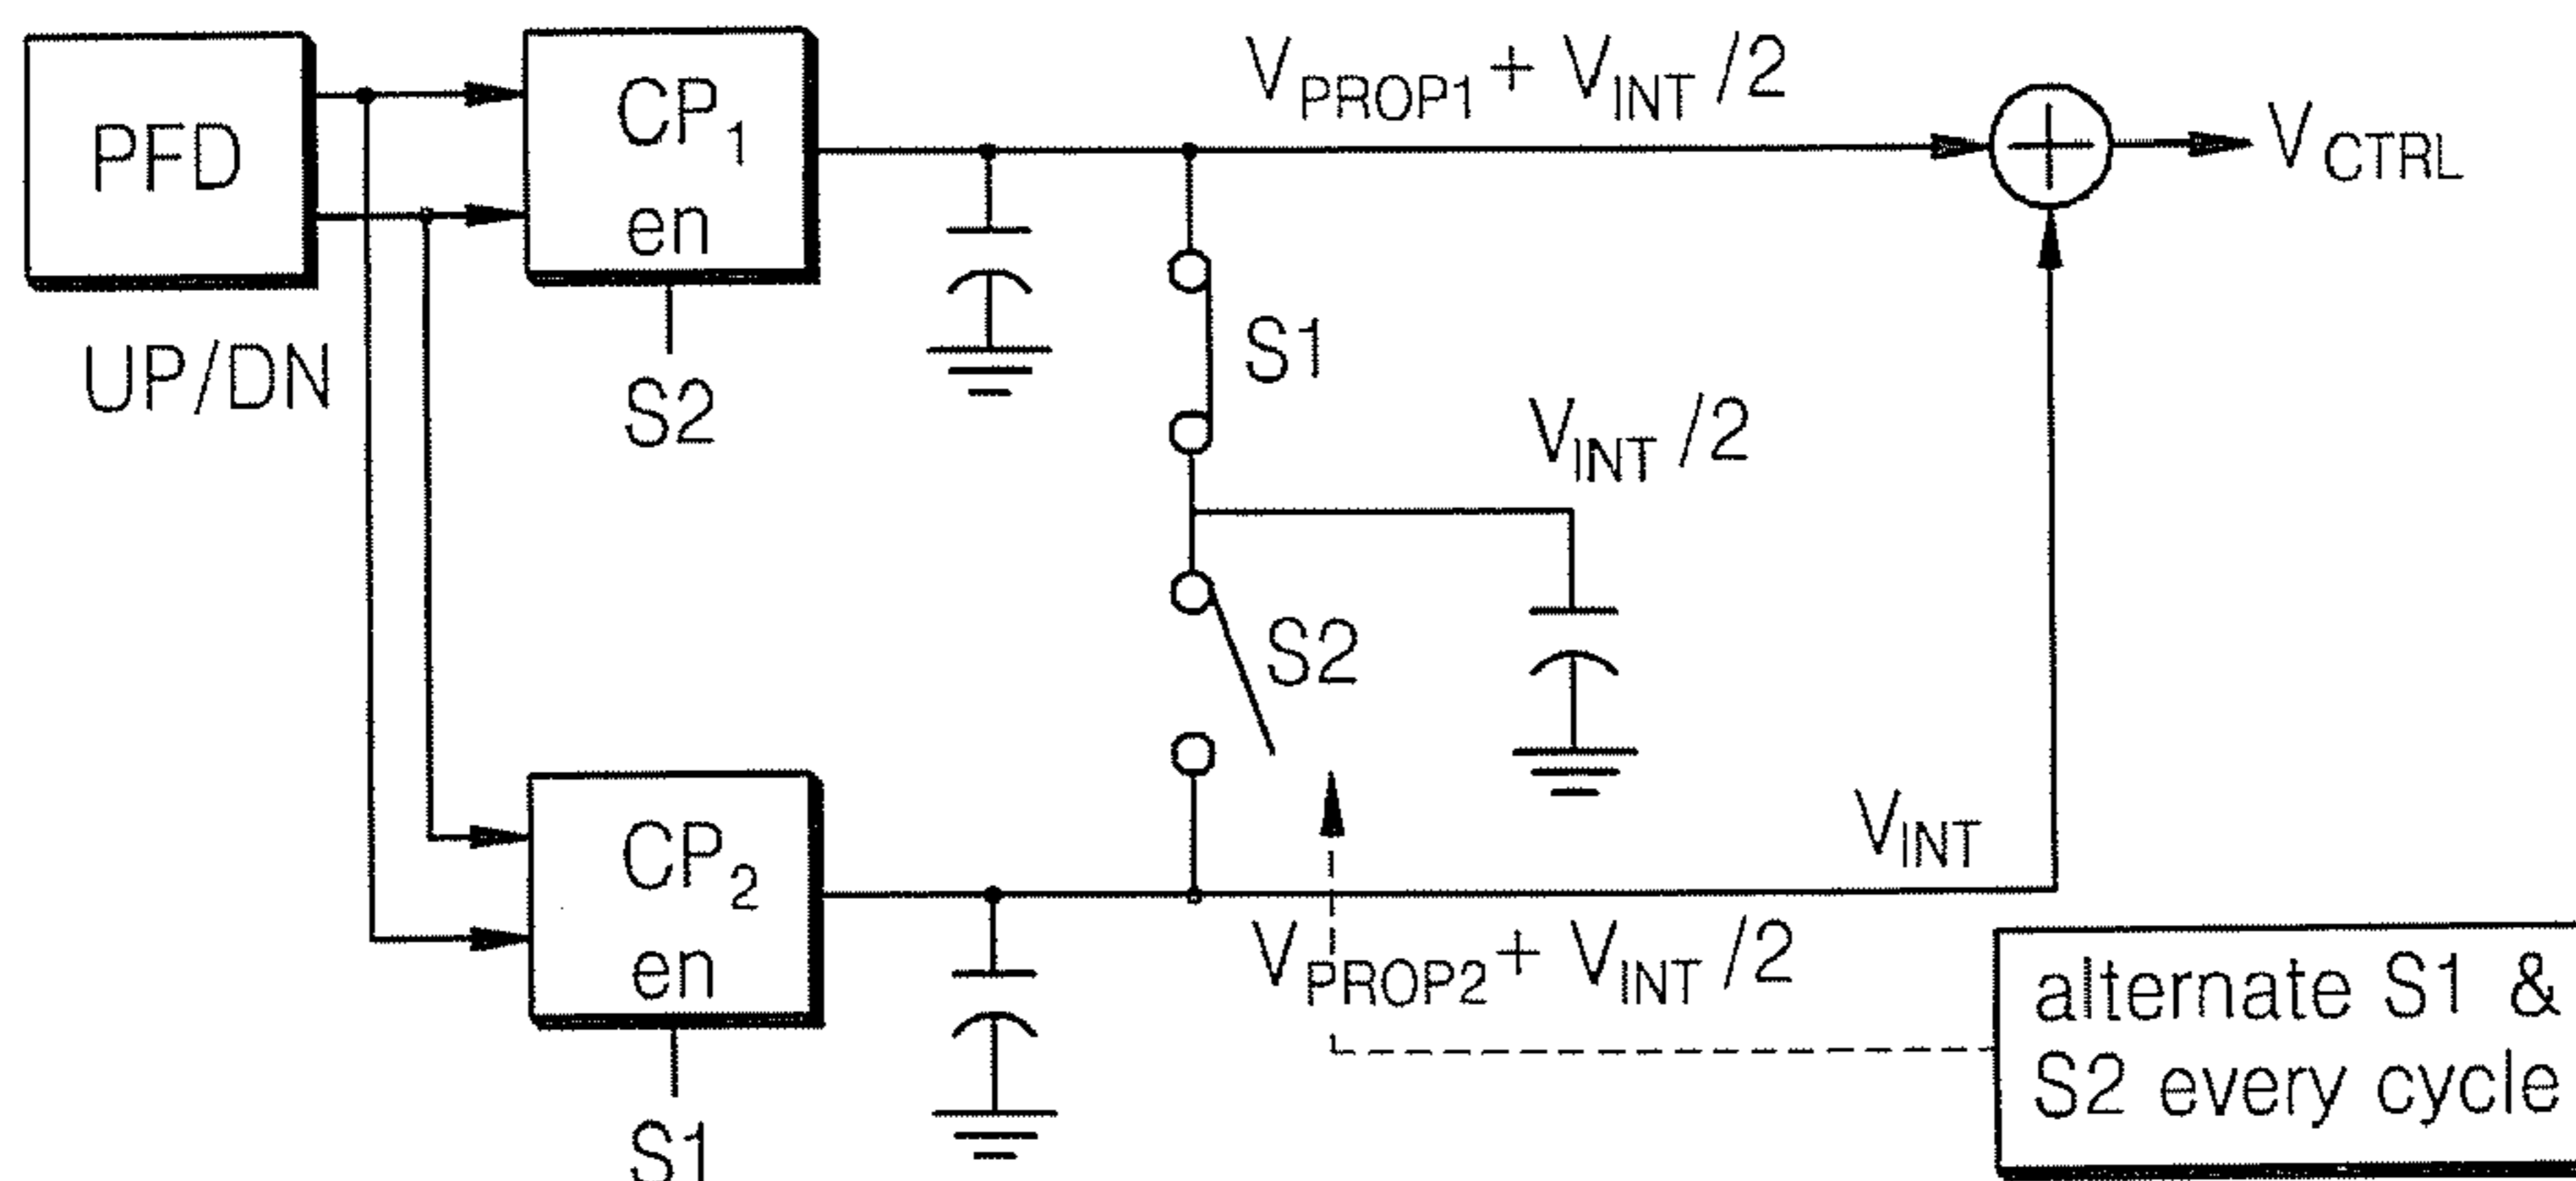 PFD
UP/DN
CP1
en
S2
VPROP1 + VINT /2
VCTRL
S1
VINT /2
S2
CP2
en
S1
VINT
VPROP2 + VINT /2
alternate S1 &
S2 every cycle